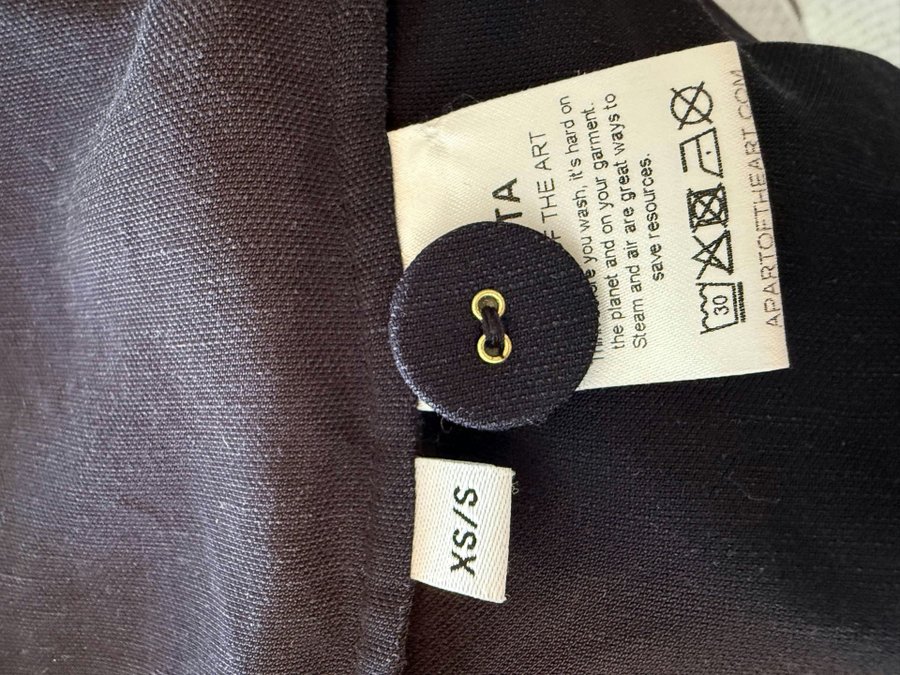 TA
F THE ART
you wash, it's hard on
the planet and on your garment.
Steam and air are great ways to
save resources.
30
APARTOFTHEART.COM
XS/S